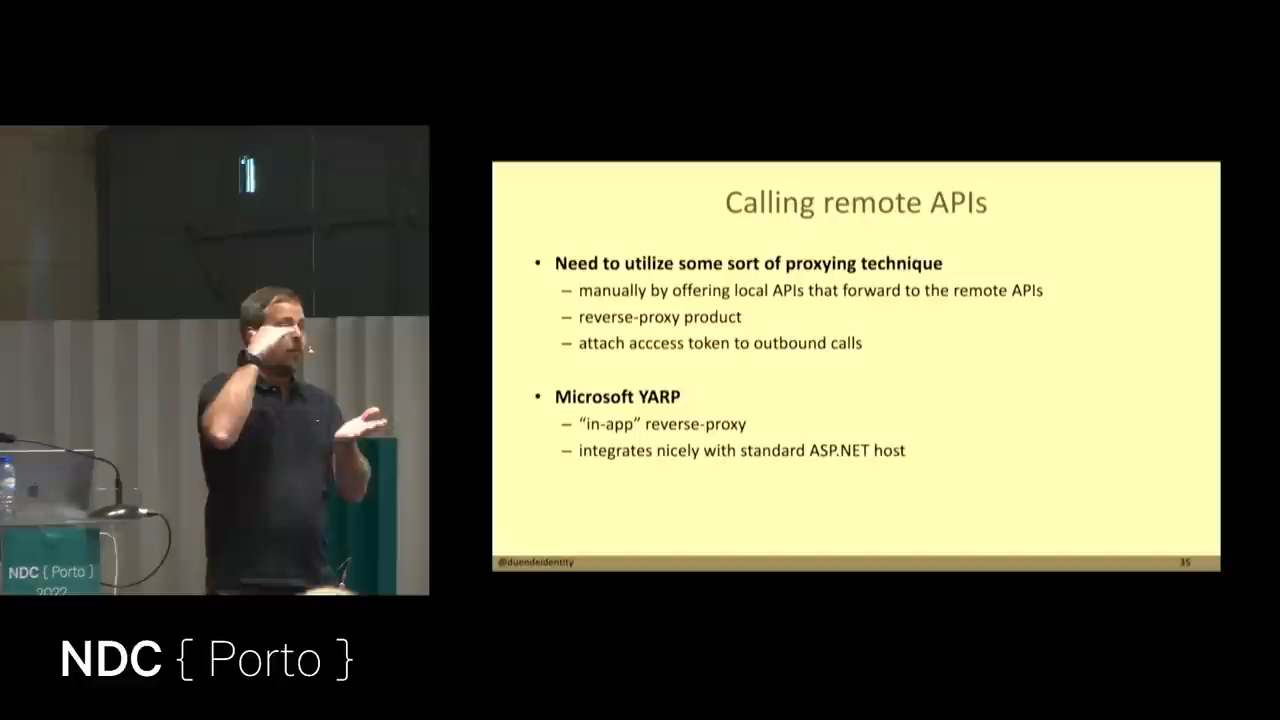 Calling remote APIs
• Need to utilize some sort of proxying technique
– manually by offering local APIs that forward to the remote APIs
– reverse-proxy product
– attach acccess token to outbound calls
• Microsoft YARP
– “in-app” reverse-proxy
– integrates nicely with standard ASP.NET host
@duendeidentity
35
NDC { Porto }
2022
NDC { Porto }